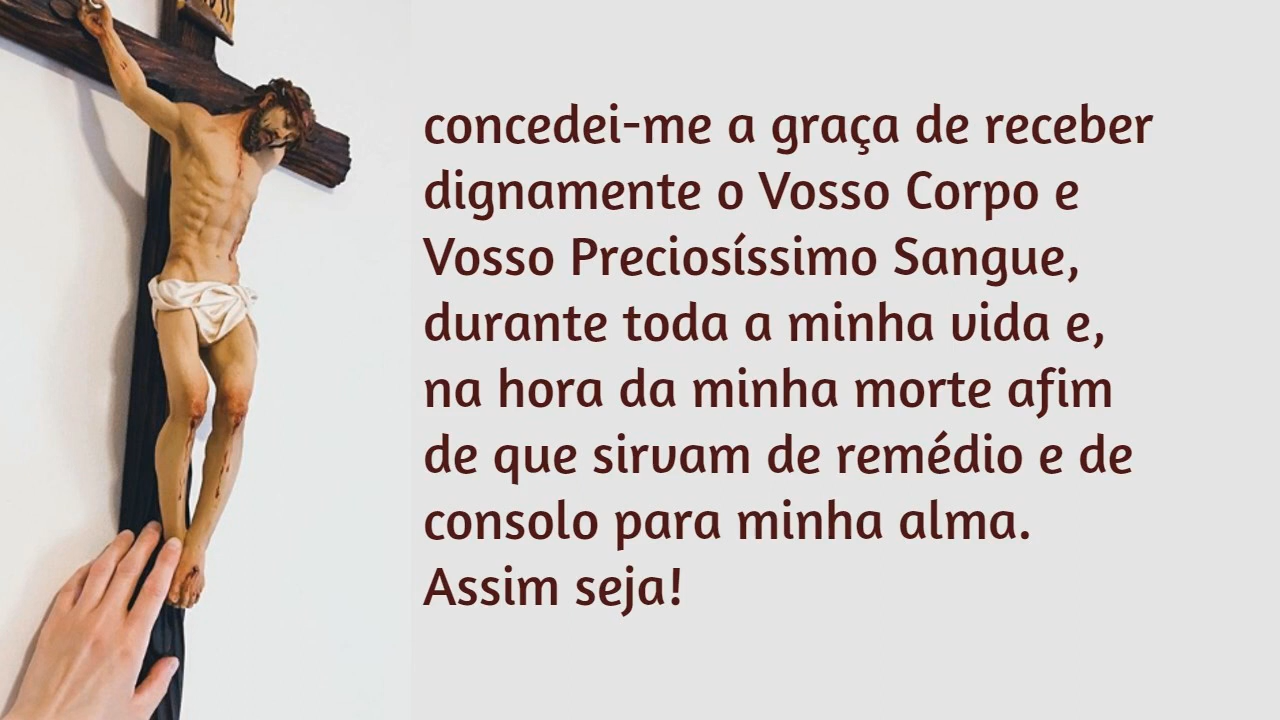 concedei-me a graça de receber
dignamente o Vosso Corpo e
Vosso Preciosíssimo Sangue,
durante toda a minha vida e,
na hora da minha morte afim
de que sirvam de remédio e de
consolo para minha alma.
Assim seja!